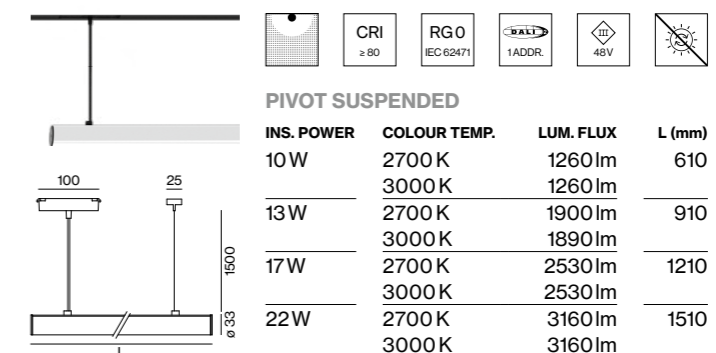 CRI
≥ 80
RG0
IEC 62471
DALI
1 ADDR.
III
48V
PIVOT SUSPENDED
INS. POWER COLOUR TEMP. LUM. FLUX L (mm)
10 W 2700 K 1260 lm 610
3000 K 1260 lm
13 W 2700 K 1900 lm 910
3000 K 1890 lm
17 W 2700 K 2530 lm 1210
3000 K 2530 lm
22 W 2700 K 3160 lm 1510
3000 K 3160 lm
100
25
1500
ø 33